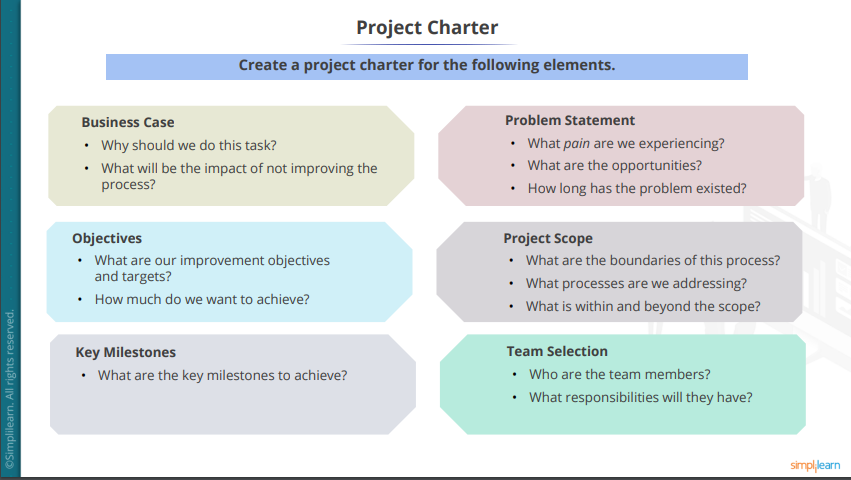 Project Charter
Create a project charter for the following elements.
Business Case
• Why should we do this task?
• What will be the impact of not improving the
process?
Problem Statement
• What pain are we experiencing?
• What are the opportunities?
• How long has the problem existed?
Objectives
• What are our improvement objectives
and targets?
• How much do we want to achieve?
Project Scope
• What are the boundaries of this process?
• What processes are we addressing?
• What is within and beyond the scope?
Key Milestones
• What are the key milestones to achieve?
Team Selection
• Who are the team members?
• What responsibilities will they have?
©Simplilearn. All rights reserved.
simplilearn